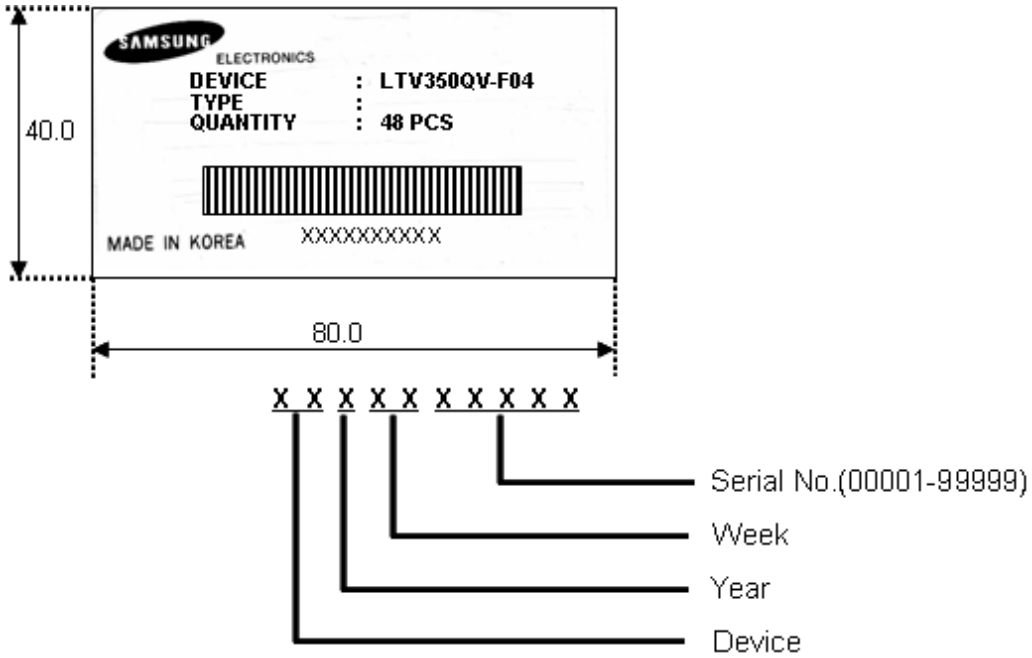 SAMSUNG
ELECTRONICS
DEVICE : LTV350QV-F04
TYPE :
QUANTITY : 48 PCS
40.0
XXXXXXXXXX
MADE IN KOREA
80.0
X X X X X X X X X X
Serial No.(00001-99999)
Week
Year
Device